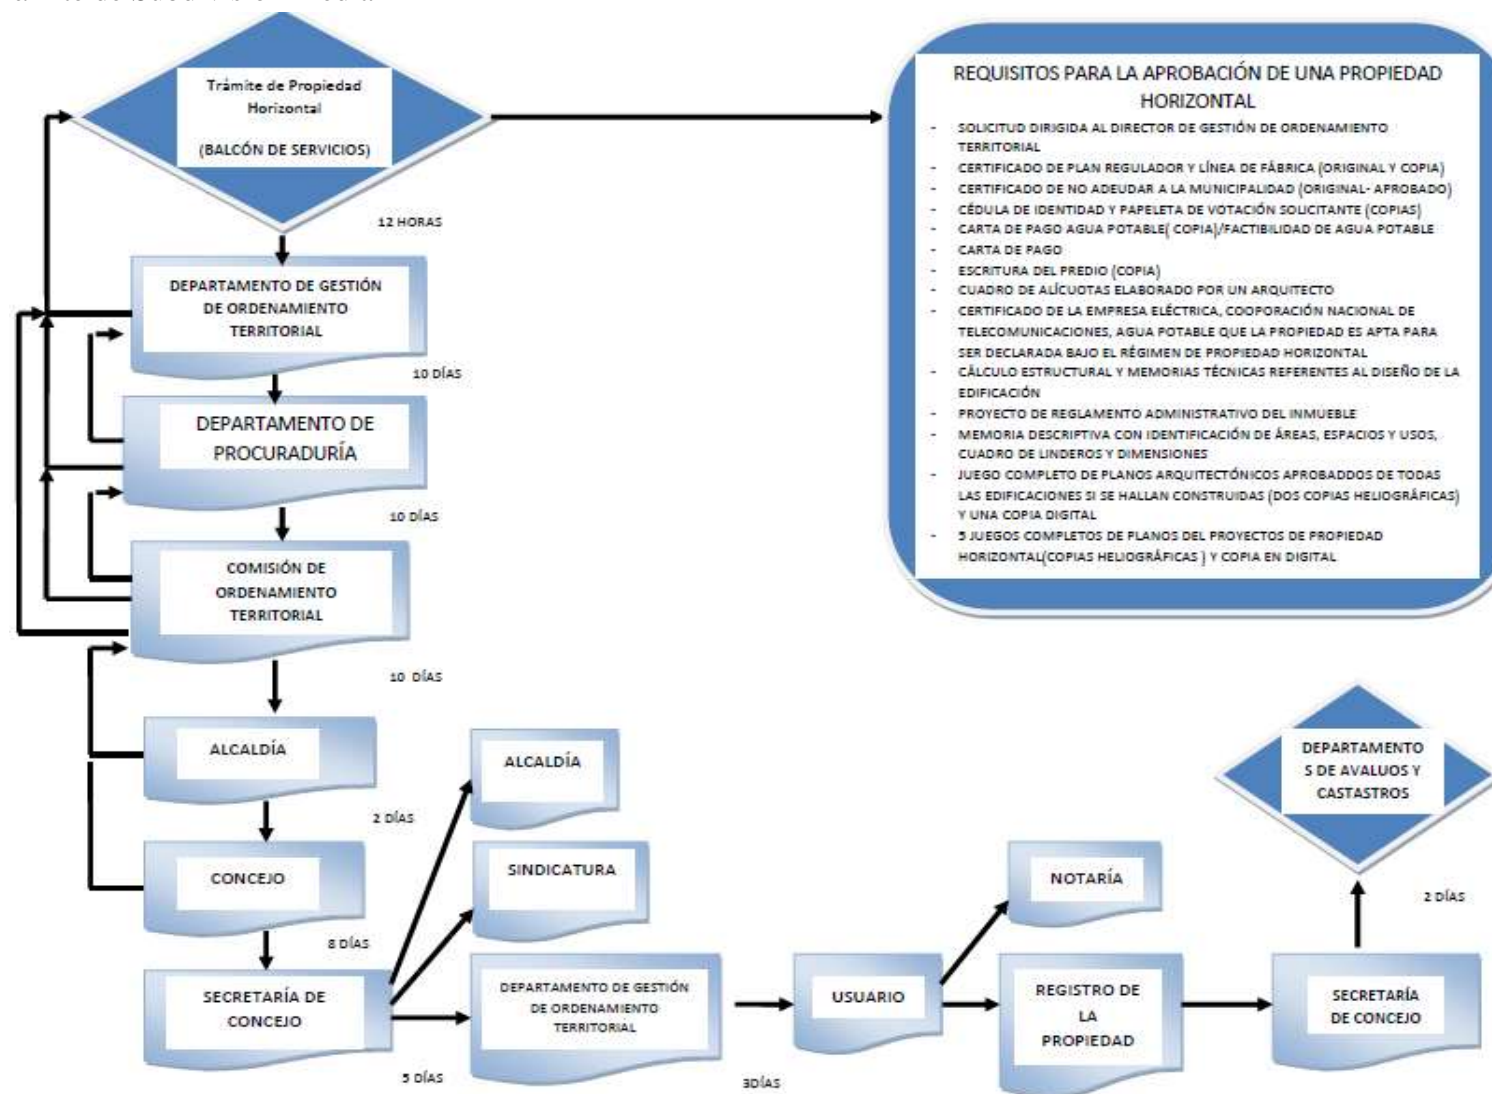 Trámite de Propiedad
Horizontal
(BALCÓN DE SERVICIOS)
12 HORAS
DEPARTAMENTO DE GESTIÓN
DE ORDENAMIENTO
TERRITORIAL
10 DÍAS
DEPARTAMENTO DE
PROCURADURÍA
10 DÍAS
COMISIÓN DE
ORDENAMIENTO
TERRITORIAL
10 DÍAS
ALCALDÍA
2 DÍAS
CONCEJO
8 DÍAS
SECRETARÍA DE
CONCEJO
5 DÍAS
ALCALDÍA
SINDICATURA
DEPARTAMENTO DE GESTIÓN
DE ORDENAMIENTO
TERRITORIAL
3DÍAS
USUARIO
NOTARÍA
REGISTRO DE
LA
PROPIEDAD
SECRETARÍA
DE CONCEJO
2 DÍAS
DEPARTAMENTO
S DE AVALUOS Y
CASTASTROS
REQUISITOS PARA LA APROBACIÓN DE UNA PROPIEDAD
HORIZONTAL
- SOLICITUD DIRIGIDA AL DIRECTOR DE GESTIÓN DE ORDENAMIENTO
TERRITORIAL
- CERTIFICADO DE PLAN REGULADOR Y LÍNEA DE FÁBRICA (ORIGINAL Y COPIA)
- CERTIFICADO DE NO ADEUDAR A LA MUNICIPALIDAD (ORIGINAL- APROBADO)
- CÉDULA DE IDENTIDAD Y PAPELETA DE VOTACIÓN SOLICITANTE (COPIAS)
- CARTA DE PAGO AGUA POTABLE( COPIA)/FACTIBILIDAD DE AGUA POTABLE
- CARTA DE PAGO
- ESCRITURA DEL PREDIO (COPIA)
- CUADRO DE ALÍCUOTAS ELABORADO POR UN ARQUITECTO
- CERTIFICADO DE LA EMPRESA ELÉCTRICA, COOPORACIÓN NACIONAL DE
TELECOMUNICACIONES, AGUA POTABLE QUE LA PROPIEDAD ES APTA PARA
SER DECLARADA BAJO EL RÉGIMEN DE PROPIEDAD HORIZONTAL
- CÁLCULO ESTRUCTURAL Y MEMORIAS TÉCNICAS REFERENTES AL DISEÑO DE LA
EDIFICACIÓN
- PROYECTO DE REGLAMENTO ADMINISTRATIVO DEL INMUEBLE
- MEMORIA DESCRIPTIVA CON IDENTIFICACIÓN DE ÁREAS, ESPACIOS Y USOS,
CUADRO DE LINDEROS Y DIMENSIONES
- JUEGO COMPLETO DE PLANOS ARQUITECTÓNICOS APROBADDOS DE TODAS
LAS EDIFICACIONES SI SE HALLAN CONSTRUIDAS (DOS COPIAS HELIOGRÁFICAS)
Y UNA COPIA DIGITAL
- 5 JUEGOS COMPLETOS DE PLANOS DEL PROYECTOS DE PROPIEDAD
HORIZONTAL(COPIAS HELIOGRÁFICAS ) Y COPIA EN DIGITAL